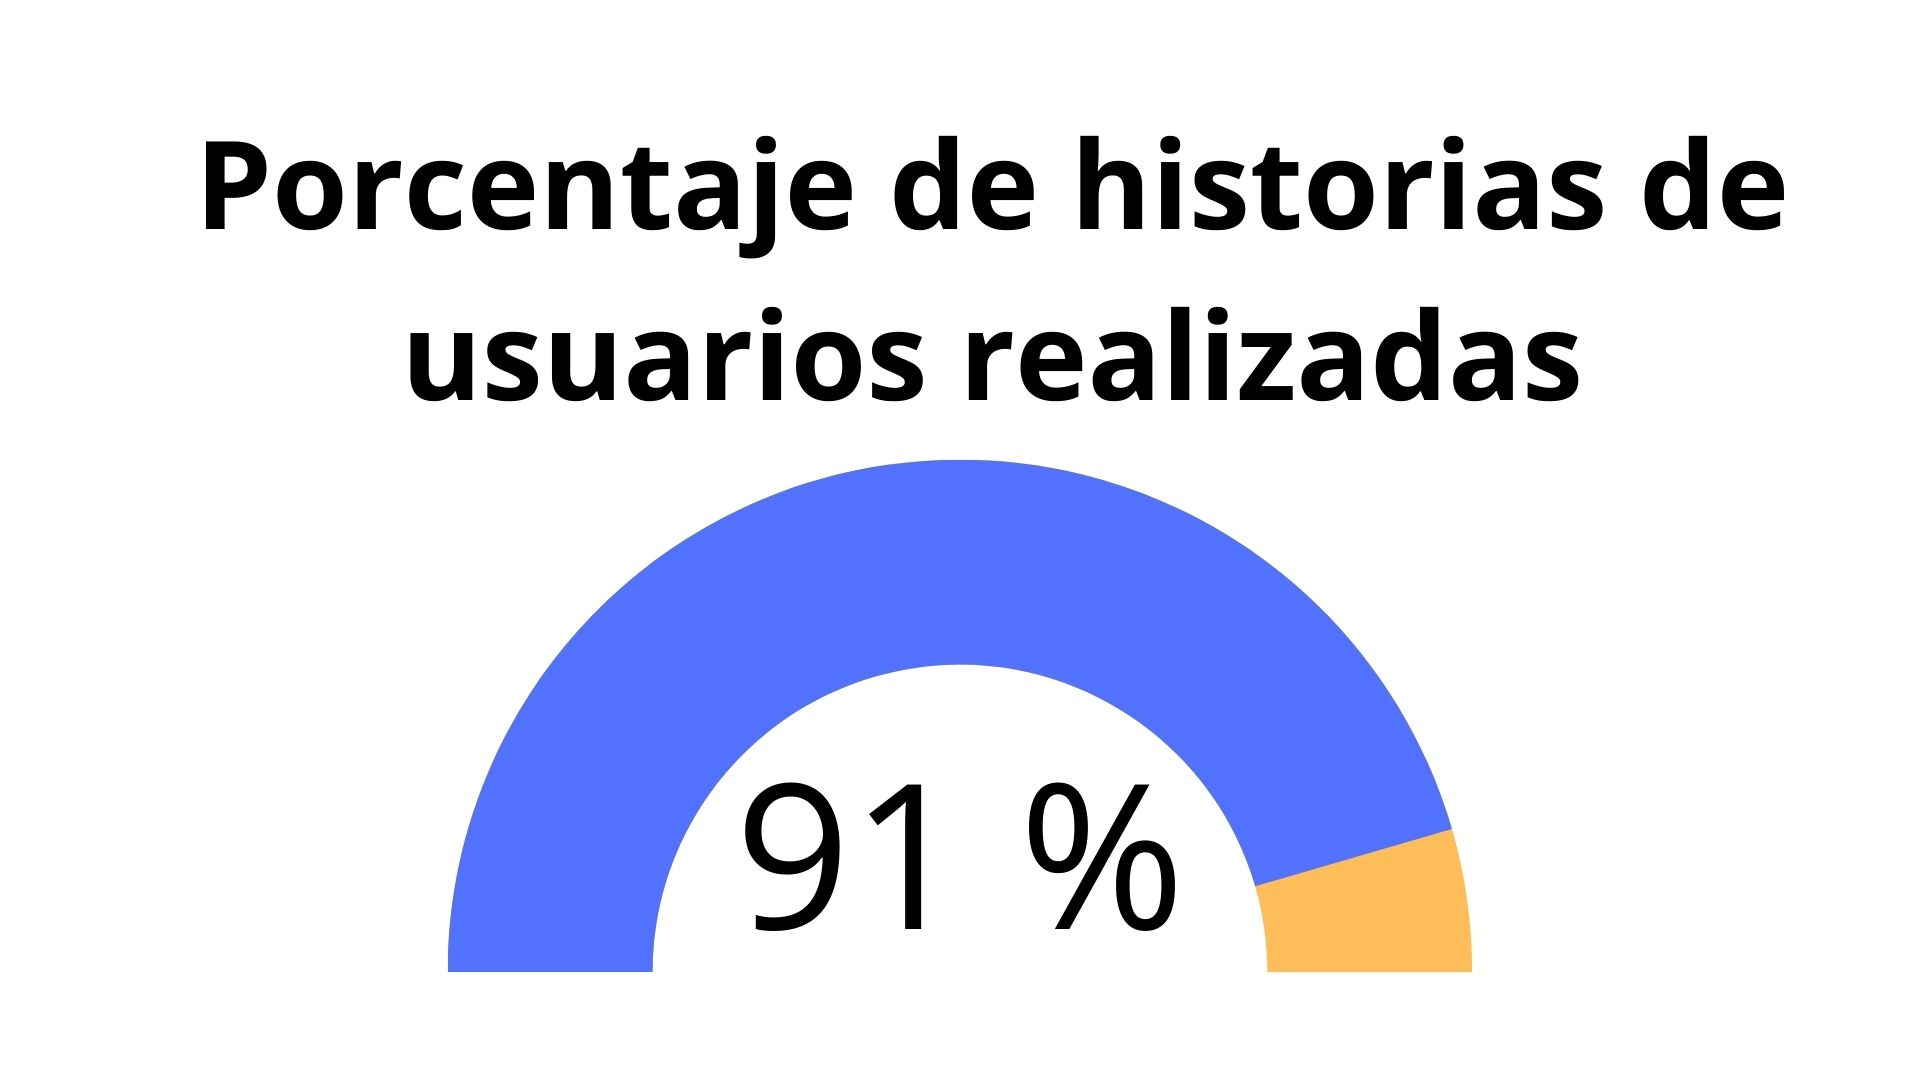 Porcentaje de historias de
usuarios realizadas
91 %